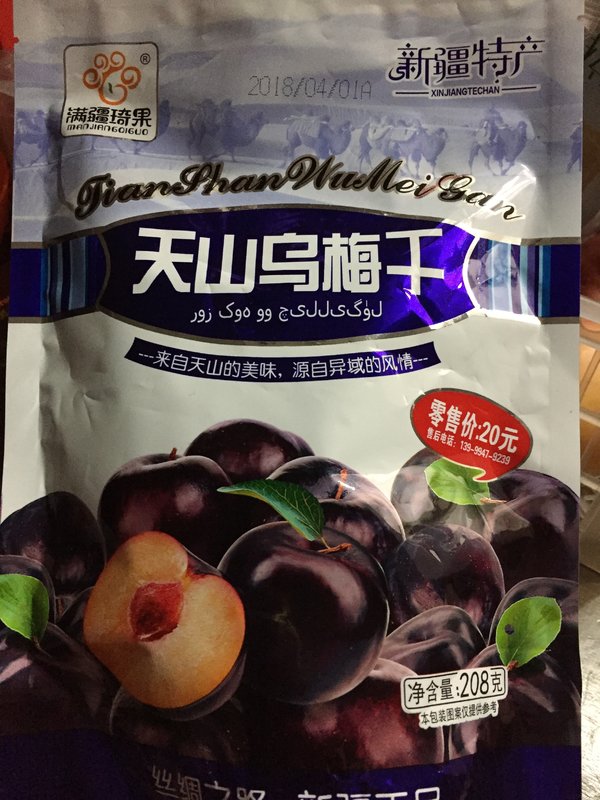 满疆琦果
MANJIANGQIGUO
®
2018/04/01A
新疆特产
XINJIANGTECHAN
TianShanWuMeiGan
天山乌梅干
---来自天山的美味，源自异域的风情---
零售价:20元
售后电话：139-9947-9239
净含量:208克
本包装图案仅提供参考
丝绸之路
新疆